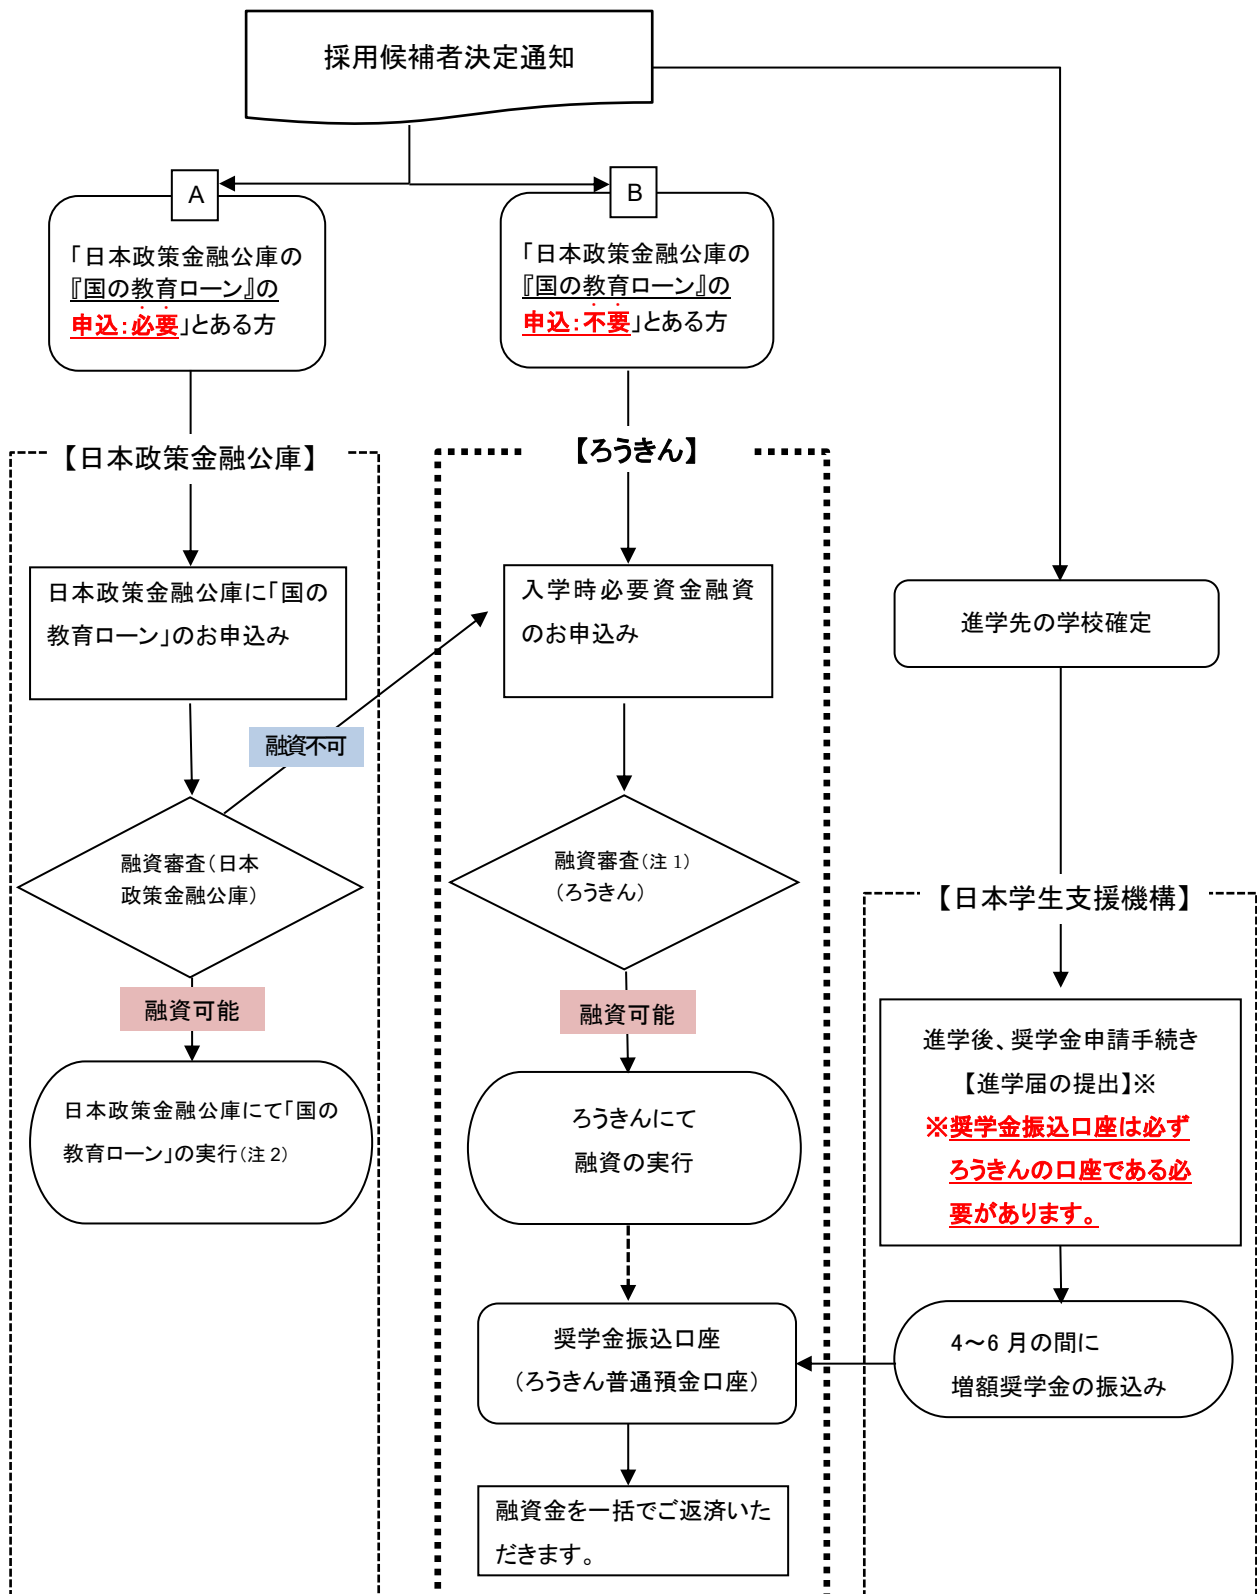 採用候補者決定通知
A
「日本政策金融公庫の
『国の教育ローン』の
申込：必要」とある方
B
「日本政策金融公庫の
『国の教育ローン』の
申込：不要」とある方
【日本政策金融公庫】
日本政策金融公庫に「国の
教育ローン」のお申込み
融資不可
融資審査（日本
政策金融公庫）
融資可能
日本政策金融公庫にて「国の
教育ローン」の実行（注 2）
【ろうきん】
入学時必要資金融資
のお申込み
融資審査（注 1）
（ろうきん）
融資可能
ろうきんにて
融資の実行
奨学金振込口座
（ろうきん普通預金口座）
融資金を一括でご返済いた
だきます。
進学先の学校確定
【日本学生支援機構】
進学後、奨学金申請手続き
【進学届の提出】※
※奨学金振込口座は必ず
ろうきんの口座である必
要があります。
4～6 月の間に
増額奨学金の振込み